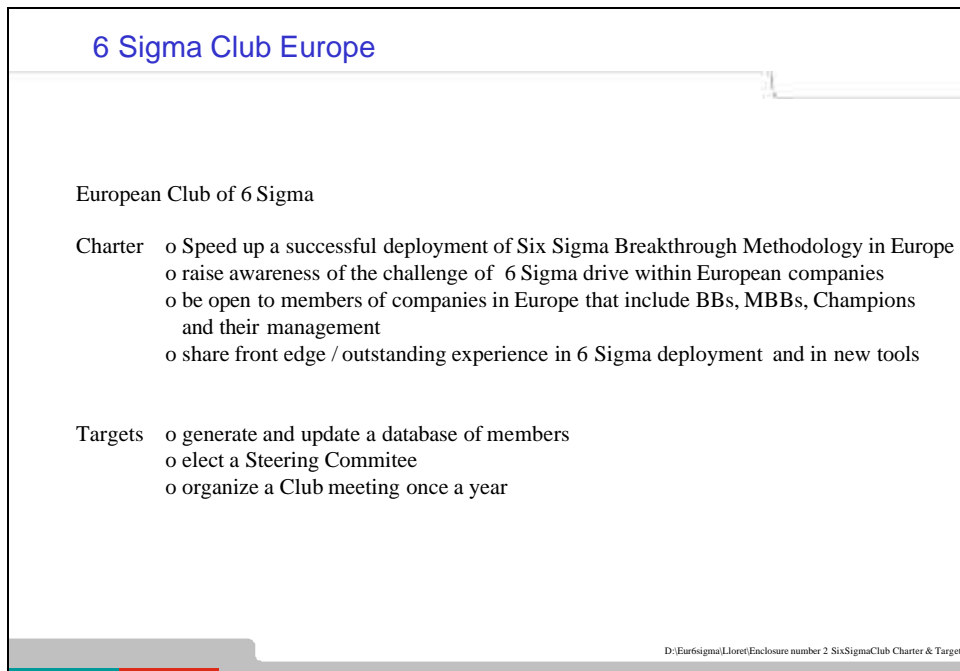 6 Sigma Club Europe
European Club of 6 Sigma
Charter o Speed up a successful deployment of Six Sigma Breakthrough Methodology in Europe
o raise awareness of the challenge of 6 Sigma drive within European companies
o be open to members of companies in Europe that include BBs, MBBs, Champions
and their management
o share front edge / outstanding experience in 6 Sigma deployment and in new tools
Targets o generate and update a database of members
o elect a Steering Commitee
o organize a Club meeting once a year
D:\Eur6sigma\Lloret\Enclosure number 2 SixSigmaClub Charter & Target